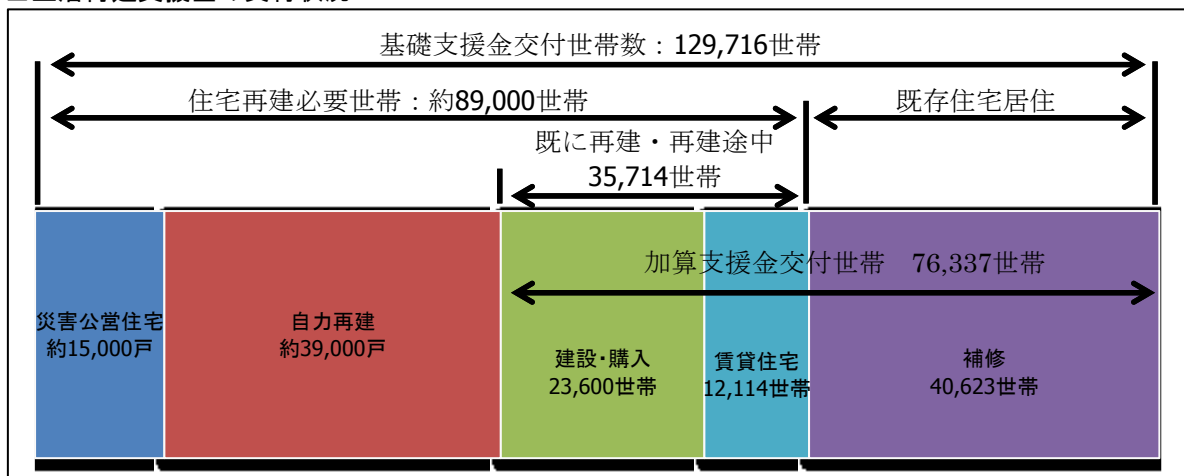 基礎支援金交付世帯数：129,716世帯
住宅再建必要世帯：約89,000世帯
既存住宅居住
既に再建・再建途中
35,714世帯
加算支援金交付世帯　76,337世帯
災害公営住宅
約15,000戸
自力再建
約39,000戸
建設・購入
23,600世帯
賃貸住宅
12,114世帯
補修
40,623世帯